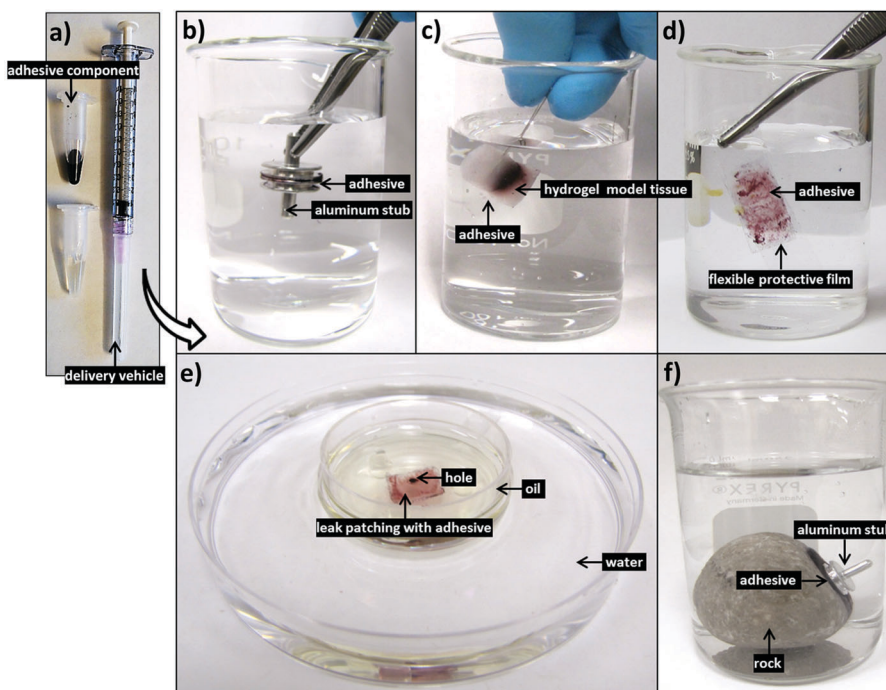 a)
adhesive component
delivery vehicle
b)
adhesive
aluminum stub
c)
hydrogel model tissue
adhesive
d)
adhesive
flexible protective film
e)
hole
oil
leak patching with adhesive
water
f)
PYREX®
aluminum stub
adhesive
rock